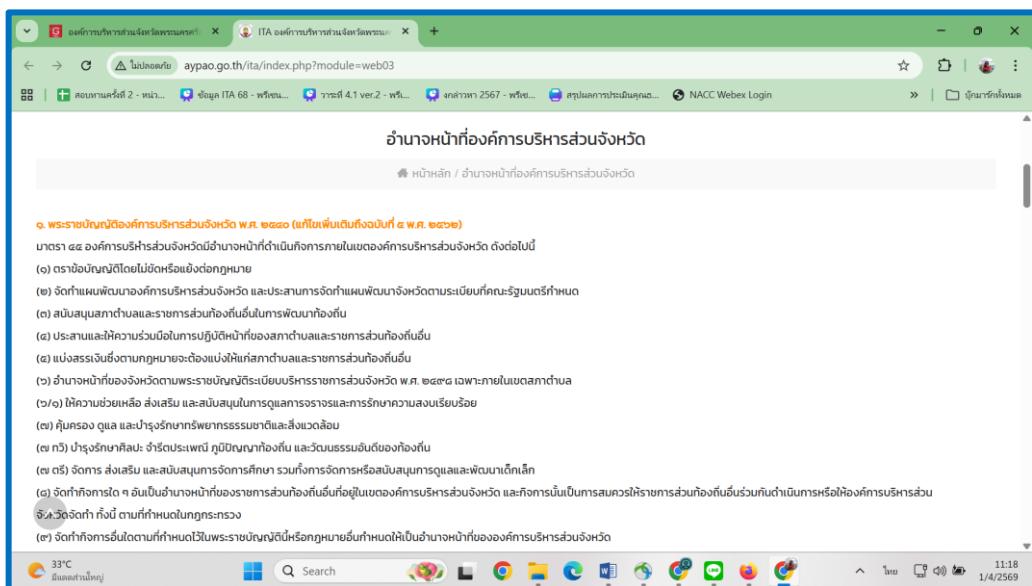 องค์การบริหารส่วนจังหวัดพระนครศรี
ITA องค์การบริหารส่วนจังหวัดพระนค
ไม่ปลอดภัย aypao.go.th/ita/index.php?module=web03
สอบทานครั้งที่ 2 - หน่ว... ข้อมูล ITA 68 - พรีเซน... วาระที่ 4.1 ver.2 - พรี... งกล่าวหา 2567 - พรีเซ... สรุปผลการประเมินคุณธ... NACC Webex Login » บุ๊กมาร์กทั้งหมด
อำนาจหน้าที่องค์การบริหารส่วนจังหวัด
หน้าหลัก / อำนาจหน้าที่องค์การบริหารส่วนจังหวัด
๑. พระราชบัญญัติองค์การบริหารส่วนจังหวัด พ.ศ. ๒๕๔๐ (แก้ไขเพิ่มเติมถึงฉบับที่ ๕ พ.ศ. ๒๕๖๒)
มาตรา ๔๕ องค์การบริหารส่วนจังหวัดมีอำนาจหน้าที่ดำเนินกิจการภายในเขตองค์การบริหารส่วนจังหวัด ดังต่อไปนี้
(๑) ตราข้อบัญญัติโดยไม่ขัดหรือแย้งต่อกฎหมาย
(๒) จัดทำแผนพัฒนาองค์การบริหารส่วนจังหวัด และประสานการจัดทำแผนพัฒนาจังหวัดตามระเบียบที่คณะรัฐมนตรีกำหนด
(๓) สนับสนุนสภาตำบลและราชการส่วนท้องถิ่นอื่นในการพัฒนาท้องถิ่น
(๔) ประสานและให้ความร่วมมือในการปฏิบัติหน้าที่ของสภาตำบลและราชการส่วนท้องถิ่นอื่น
(๕) แบ่งสรรเงินซึ่งตามกฎหมายจะต้องแบ่งให้แก่สภาตำบลและราชการส่วนท้องถิ่นอื่น
(๖) อำนาจหน้าที่ของจังหวัดตามพระราชบัญญัติระเบียบบริหารราชการส่วนจังหวัด พ.ศ. ๒๔๙๘ เฉพาะภายในเขตสภาตำบล
(๖/๑) ให้ความช่วยเหลือ ส่งเสริม และสนับสนุนในการดูแลการจราจรและการรักษาความสงบเรียบร้อย
(๗) คุ้มครอง ดูแล และบำรุงรักษาทรัพยากรธรรมชาติและสิ่งแวดล้อม
(๗ ทวิ) บำรุงรักษาศิลปะ จารีตประเพณี ภูมิปัญญาท้องถิ่น และวัฒนธรรมอันดีของท้องถิ่น
(๗ ตรี) จัดการ ส่งเสริม และสนับสนุนการจัดการศึกษา รวมทั้งการจัดการหรือสนับสนุนการดูแลและพัฒนาเด็กเล็ก
(๘) จัดทำกิจการใด ๆ อันเป็นอำนาจหน้าที่ของราชการส่วนท้องถิ่นอื่นที่อยู่ในเขตองค์การบริหารส่วนจังหวัด และกิจการนั้นเป็นการสมควรให้ราชการส่วนท้องถิ่นอื่นร่วมกันดำเนินการหรือให้องค์การบริหารส่วน
จังหวัดจัดทำ ทั้งนี้ ตามที่กำหนดในกฎกระทรวง
(๙) จัดทำกิจการอื่นใดตามที่กำหนดไว้ในพระราชบัญญัตินี้หรือกฎหมายอื่นกำหนดให้เป็นอำนาจหน้าที่ขององค์การบริหารส่วนจังหวัด
33°C
มีแดดส่วนใหญ่
Search
ไทย
11:18
1/4/2569